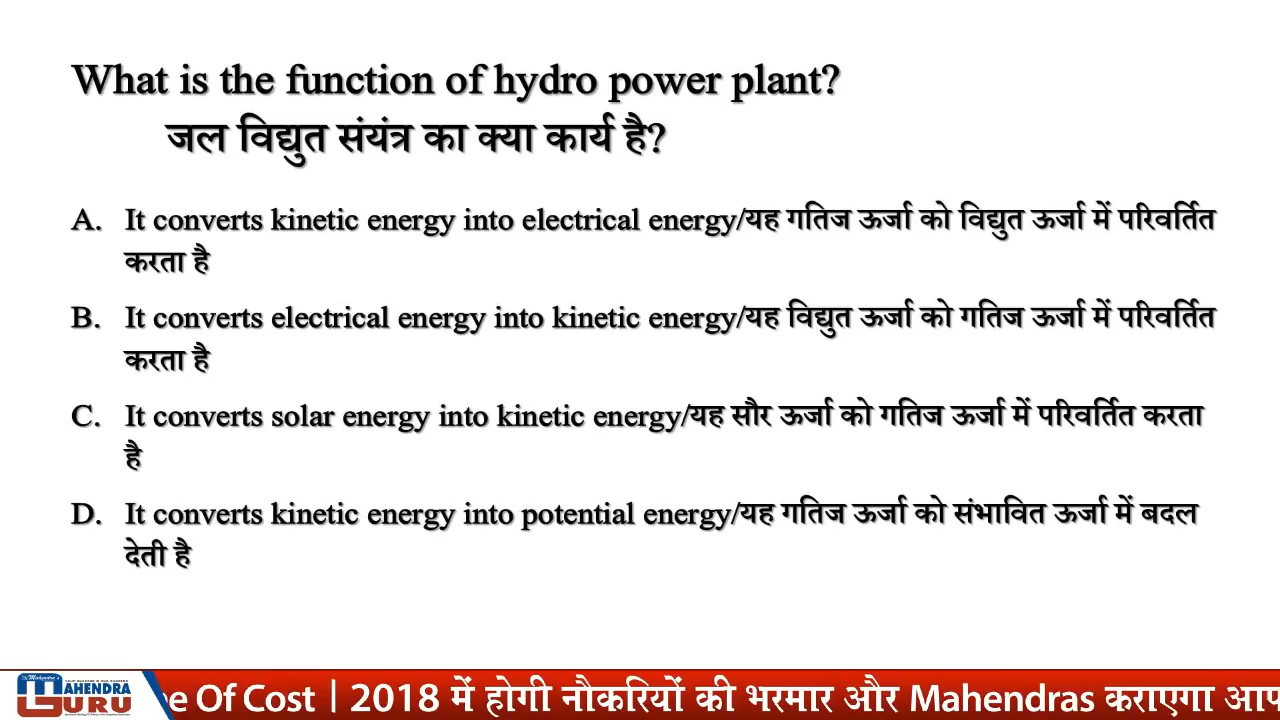 What is the function of hydro power plant?
जल विद्युत संयंत्र का क्या कार्य है?
A. It converts kinetic energy into electrical energy/यह गतिज ऊर्जा को विद्युत ऊर्जा में परिवर्तित
करता है
B. It converts electrical energy into kinetic energy/यह विद्युत ऊर्जा को गतिज ऊर्जा में परिवर्तित
करता है
C. It converts solar energy into kinetic energy/यह सौर ऊर्जा को गतिज ऊर्जा में परिवर्तित करता
है
D. It converts kinetic energy into potential energy/यह गतिज ऊर्जा को संभावित ऊर्जा में बदल
देती है
Mahendra's
MAHENDRA
GURU
e Of Cost | 2018 में होगी नौकरियों की भरमार और Mahendras कराएगा आप